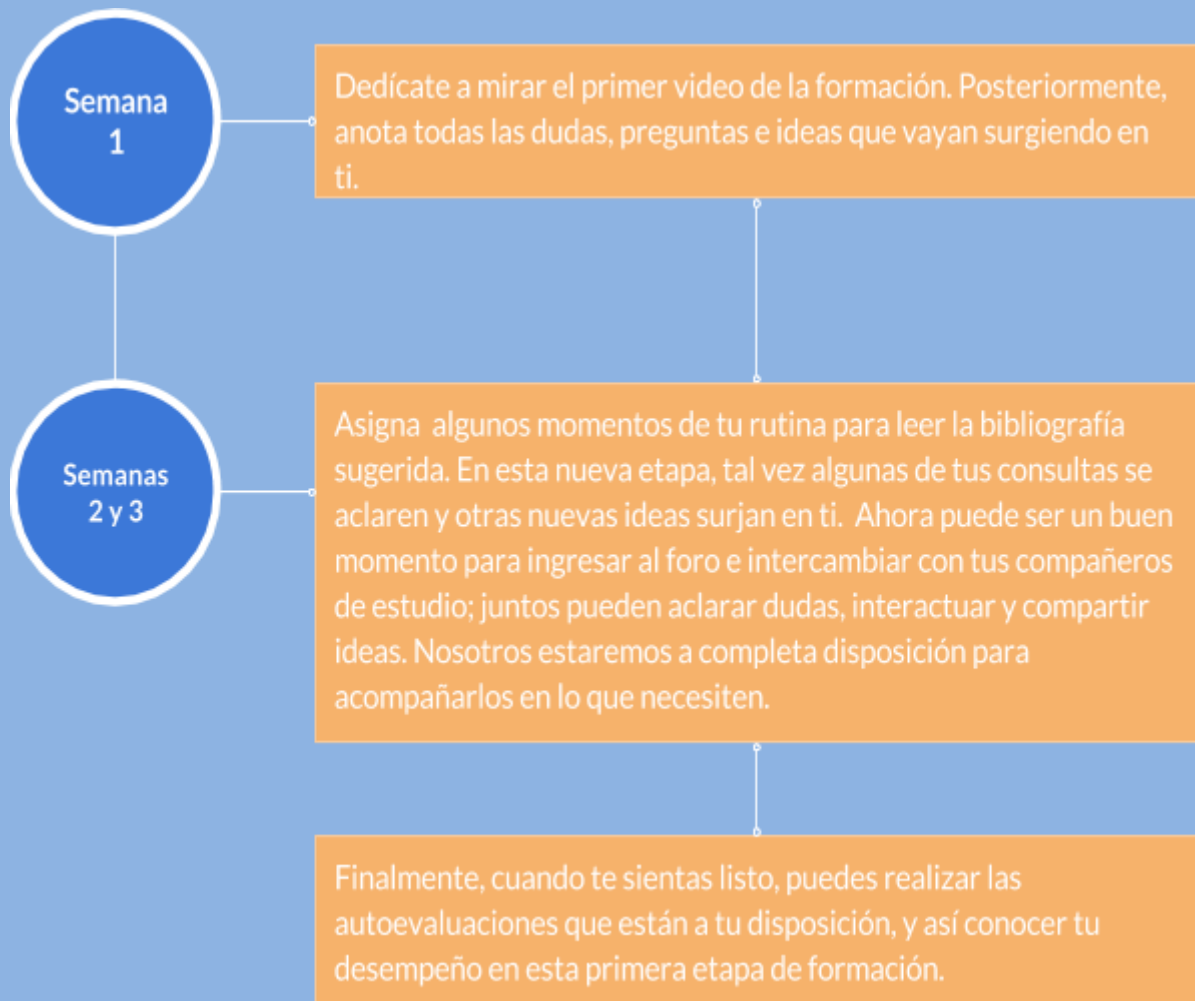 Semana
1
Dedícate a mirar el primer video de la formación. Posteriormente,
anota todas las dudas, preguntas e ideas que vayan surgiendo en
ti.
Semanas
2 y 3
Asigna algunos momentos de tu rutina para leer la bibliografía
sugerida. En esta nueva etapa, tal vez algunas de tus consultas se
aclaren y otras nuevas ideas surjan en ti. Ahora puede ser un buen
momento para ingresar al foro e intercambiar con tus compañeros
de estudio; juntos pueden aclarar dudas, interactuar y compartir
ideas. Nosotros estaremos a completa disposición para
acompañarlos en lo que necesiten.
Finalmente, cuando te sientas listo, puedes realizar las
autoevaluaciones que están a tu disposición, y así conocer tu
desempeño en esta primera etapa de formación.